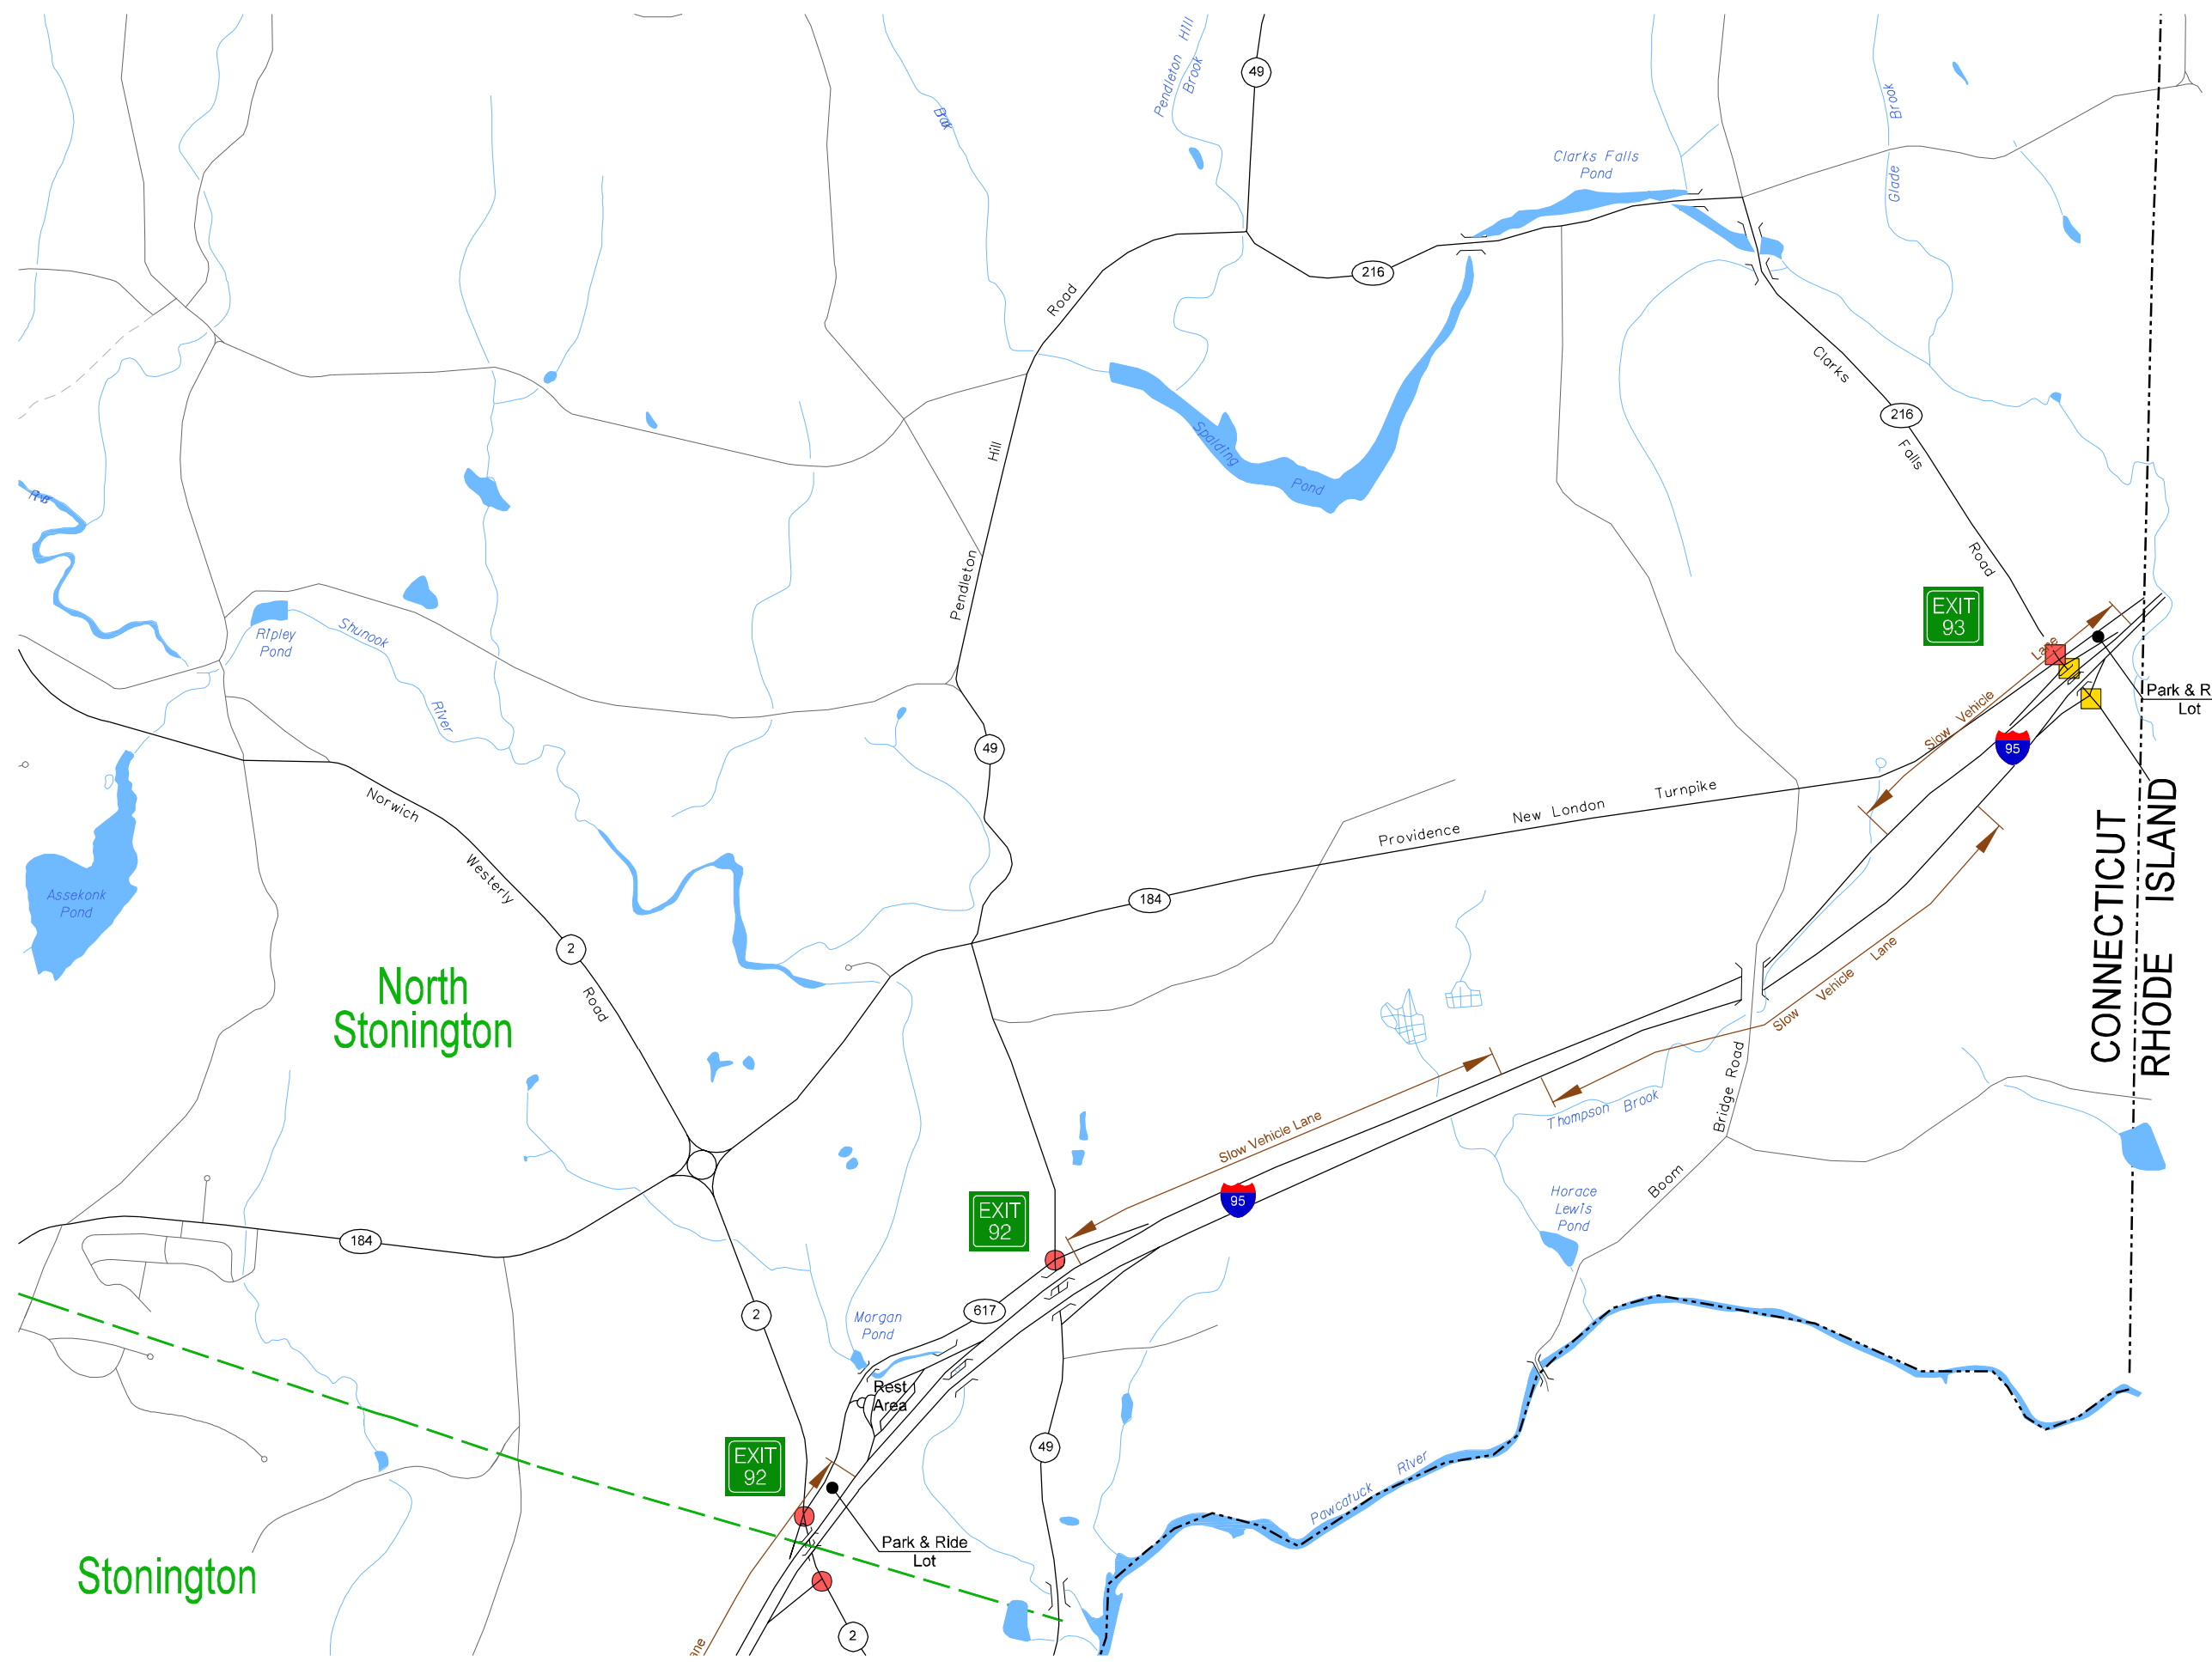 Pendleton Hill
Brook
49
Brook
Clarks Falls
Pond
Glade
216
Road
Clarks
216
Falls
Spalding
Pond
Hill
Road
Pendleton
EXIT
93
Ripley
Pond
Shunook
River
Lane
Vehicle
Slow
Park & R
Lot
49
95
Norwich
Turnpike
New London
Providence
Westerly
184
CONNECTICUT
RHODE ISLAND
Assekonk
Pond
2
Lane
Vehicle
Slow
North
Stonington
Road
Bridge Road
Thompson Brook
Slow Vehicle Lane
Boom
Horace
Lewis
Pond
EXIT
92
95
184
617
2
Morgan
Pond
Rest
Area
49
River
Pawcatuck
EXIT
92
Park & Ride
Lot
Stonington
2